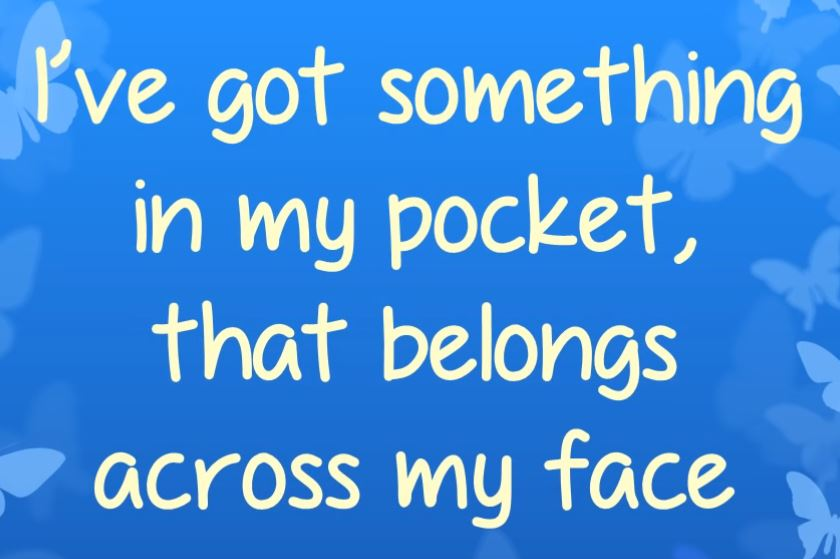 I've got something
in my pocket,
that belongs
across my face